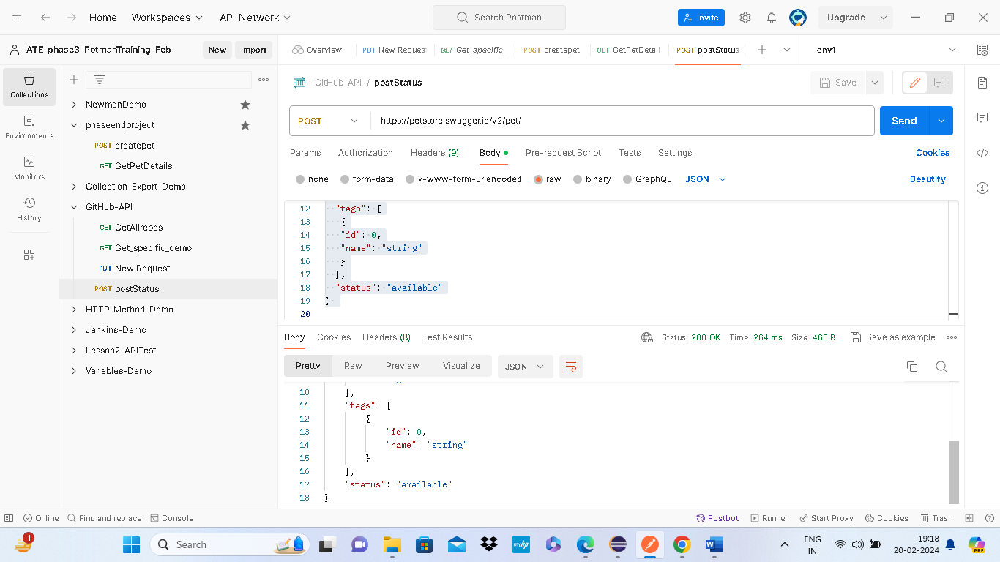 Home Workspaces API Network Search Postman Invite Upgrade
ATE-phase3-PotmanTraining-Feb New Import Overview PUT New Request GET Get_specific_ POST createpet GET GetPetDetail POST postStatus env1
Collections
Environments
Monitors
History
NewmanDemo
phaseendproject
POST createpet
GET GetPetDetails
Collection-Export-Demo
GitHub-API
GET GetAllrepos
GET Get_specific_demo
PUT New Request
POST postStatus
HTTP-Method-Demo
Jenkins-Demo
Lesson2-APITest
Variables-Demo
HTTP GitHub-API / postStatus Save
POST https://petstore.swagger.io/v2/pet/ Send
Params Authorization Headers (9) Body Pre-request Script Tests Settings Cookies
none form-data x-www-form-urlencoded raw binary GraphQL JSON Beautify
12 "tags": [
13 {
14 "id": 0,
15 "name": "string"
16 }
17 ],
18 "status": "available"
19 }
20
Body Cookies Headers (8) Test Results Status: 200 OK Time: 264 ms Size: 466 B Save as example
Pretty Raw Preview Visualize JSON
10 ],
11 "tags": [
12 {
13 "id": 0,
14 "name": "string"
15 }
16 ],
17 "status": "available"
18 }
Online Find and replace Console Postbot Runner Start Proxy Cookies Trash
1 Search myhp W ENG 19:18 PRE
IN 20-02-2024